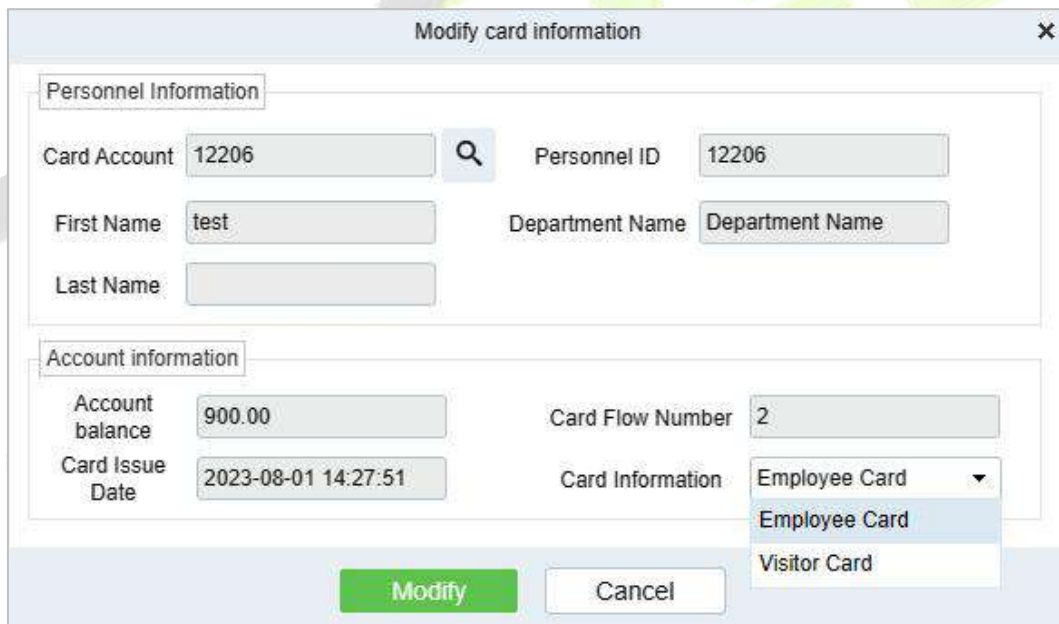 Modify card information
Personnel Information
Card Account 12206 Personnel ID 12206
First Name test Department Name Department Name
Last Name
Account information
Account balance 900.00 Card Flow Number 2
Card Issue Date 2023-08-01 14:27:51 Card Information Employee Card
Employee Card
Visitor Card
Modify Cancel